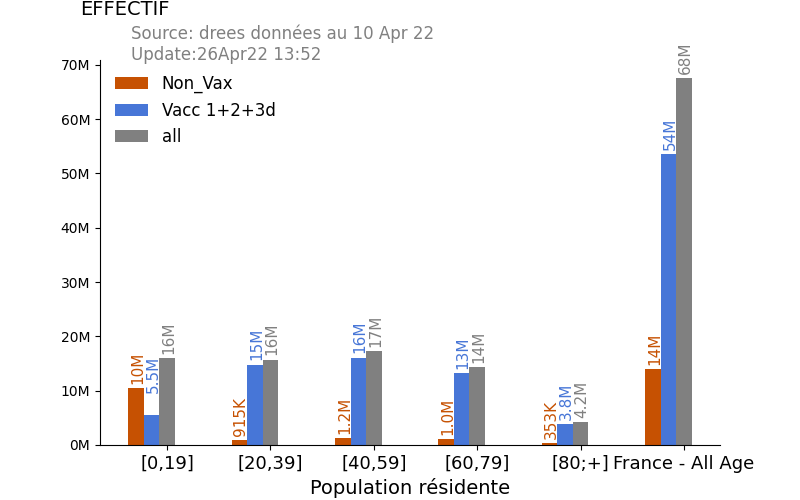 EFFECTIF
Source: drees données au 10 Apr 22
Update:26Apr22 13:52
Non_Vax
Vacc 1+2+3d
all
70M
60M
50M
40M
30M
20M
10M
0M
10M
5.5M
16M
915K
15M
16M
1.2M
16M
17M
1.0M
13M
14M
353K
3.8M
4.2M
14M
54M
68M
[0,19]
[20,39]
[40,59]
[60,79]
[80;+]
France - All Age
Population résidente